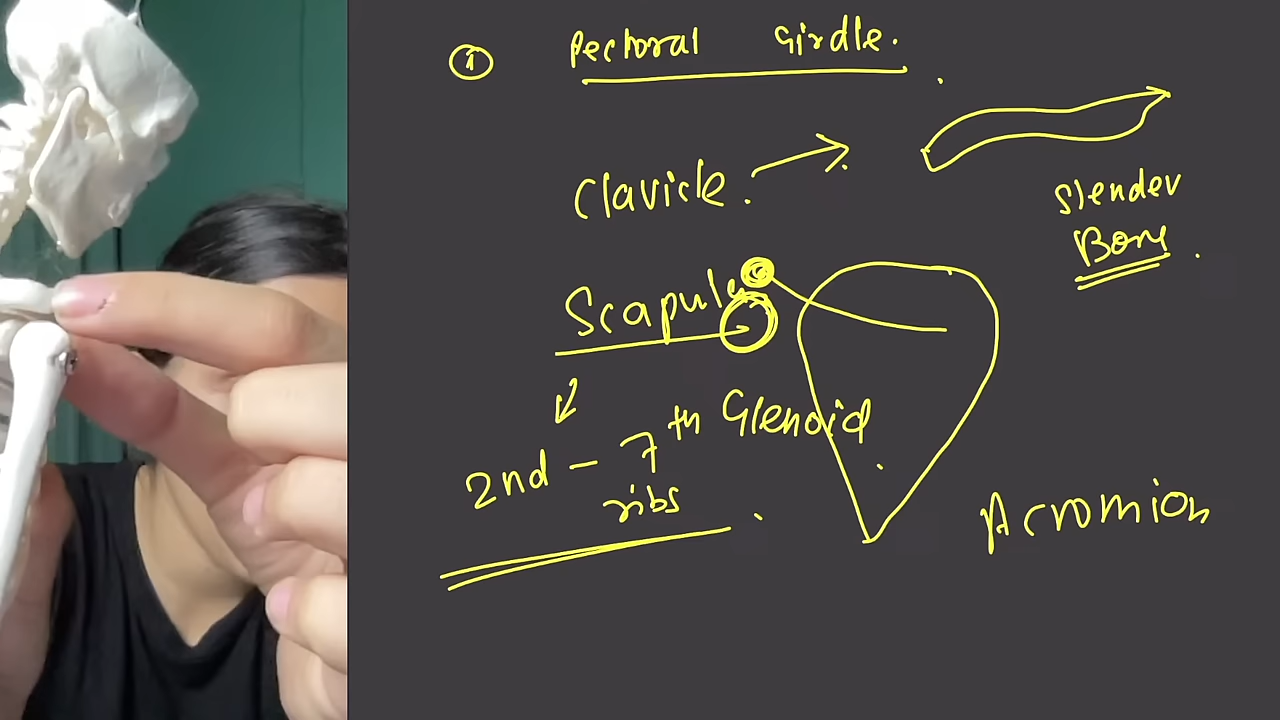 1 Pectoral Girdle.
Clavicle.
Slender
Bone
Scapula
2nd - 7th
ribs
Glenoid
Acromion